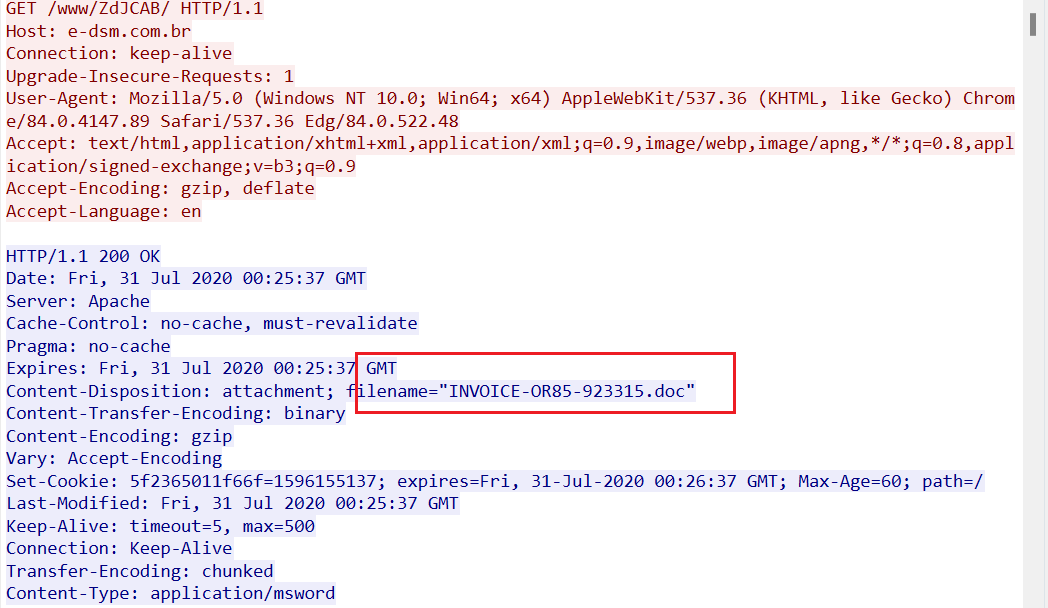 GET /www/ZdJCAB/ HTTP/1.1
Host: e-dsm.com.br
Connection: keep-alive
Upgrade-Insecure-Requests: 1
User-Agent: Mozilla/5.0 (Windows NT 10.0; Win64; x64) AppleWebKit/537.36 (KHTML, like Gecko) Chrom
e/84.0.4147.89 Safari/537.36 Edg/84.0.522.48
Accept: text/html,application/xhtml+xml,application/xml;q=0.9,image/webp,image/apng,*/*;q=0.8,appl
ication/signed-exchange;v=b3;q=0.9
Accept-Encoding: gzip, deflate
Accept-Language: en

HTTP/1.1 200 OK
Date: Fri, 31 Jul 2020 00:25:37 GMT
Server: Apache
Cache-Control: no-cache, must-revalidate
Pragma: no-cache
Expires: Fri, 31 Jul 2020 00:25:37 GMT
Content-Disposition: attachment; filename="INVOICE-OR85-923315.doc"
Content-Transfer-Encoding: binary
Content-Encoding: gzip
Vary: Accept-Encoding
Set-Cookie: 5f2365011f66f=1596155137; expires=Fri, 31-Jul-2020 00:26:37 GMT; Max-Age=60; path=/
Last-Modified: Fri, 31 Jul 2020 00:25:37 GMT
Keep-Alive: timeout=5, max=500
Connection: Keep-Alive
Transfer-Encoding: chunked
Content-Type: application/msword